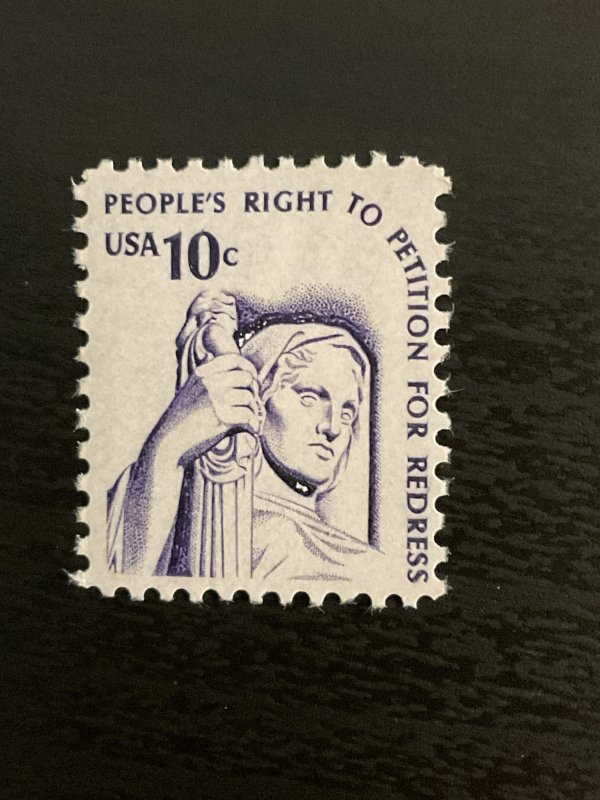 PEOPLE'S RIGHT TO PETITION FOR REDRESS
USA 10c